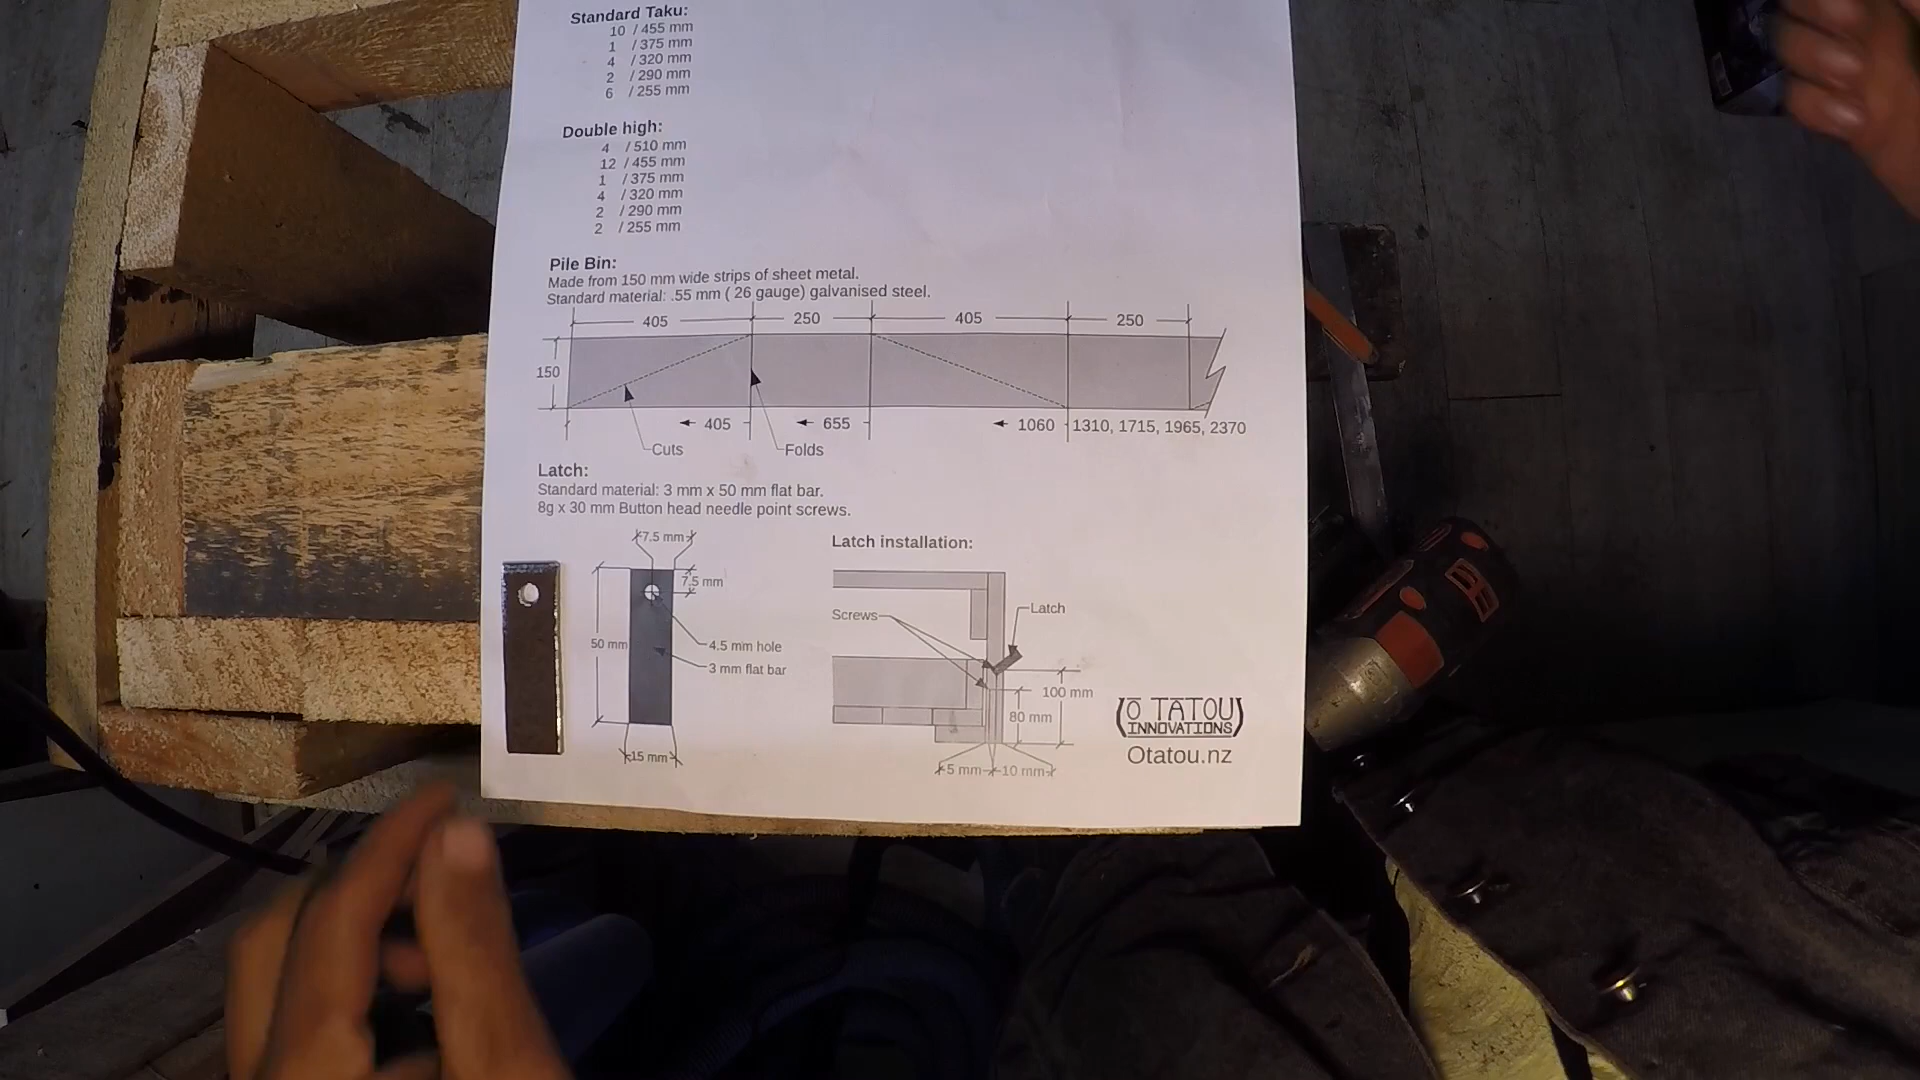 Standard Taku:
10 / 455 mm
1 / 375 mm
4 / 320 mm
2 / 290 mm
6 / 255 mm
Double high:
4 / 510 mm
12 / 455 mm
1 / 375 mm
4 / 320 mm
2 / 290 mm
2 / 255 mm
Pile Bin:
Made from 150 mm wide strips of sheet metal.
Standard material: .55 mm ( 26 gauge) galvanised steel.
405 250 405 250
150
405 655 1060 1310, 1715, 1965, 2370
Cuts Folds
Latch:
Standard material: 3 mm x 50 mm flat bar.
8g x 30 mm Button head needle point screws.
7.5 mm
7.5 mm
50 mm
4.5 mm hole
3 mm flat bar
15 mm
Latch installation:
Screws
Latch
100 mm
80 mm
5 mm 10 mm
Ō TĀTOU
INNOVATIONS
Otatou.nz